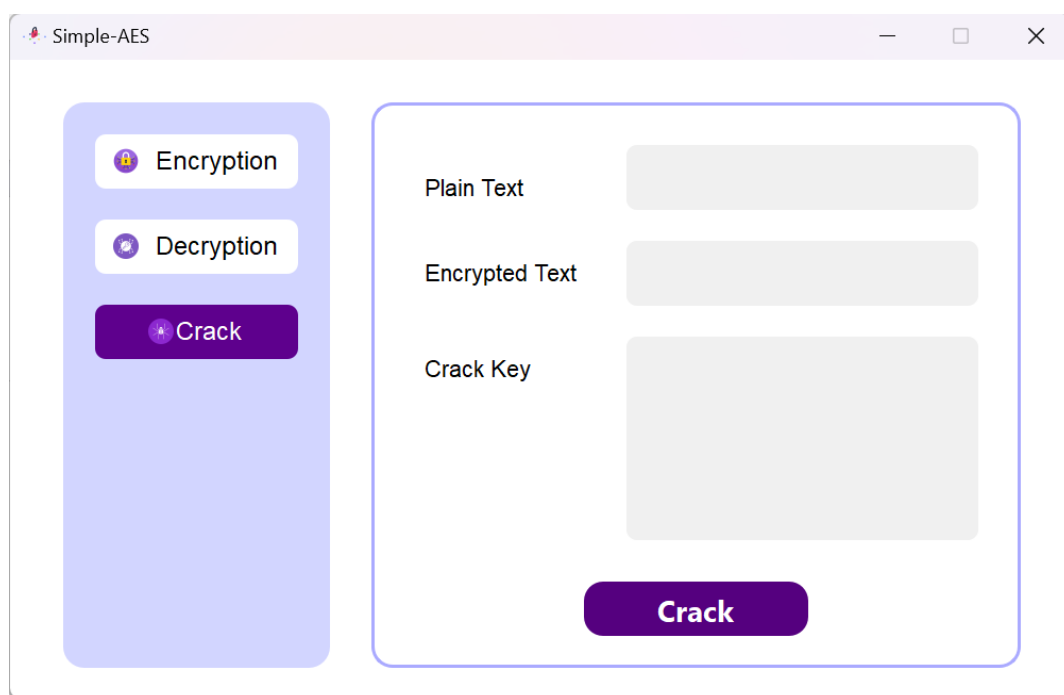 Simple-AES
Encryption
Decryption
Crack
Plain Text
Encrypted Text
Crack Key
Crack